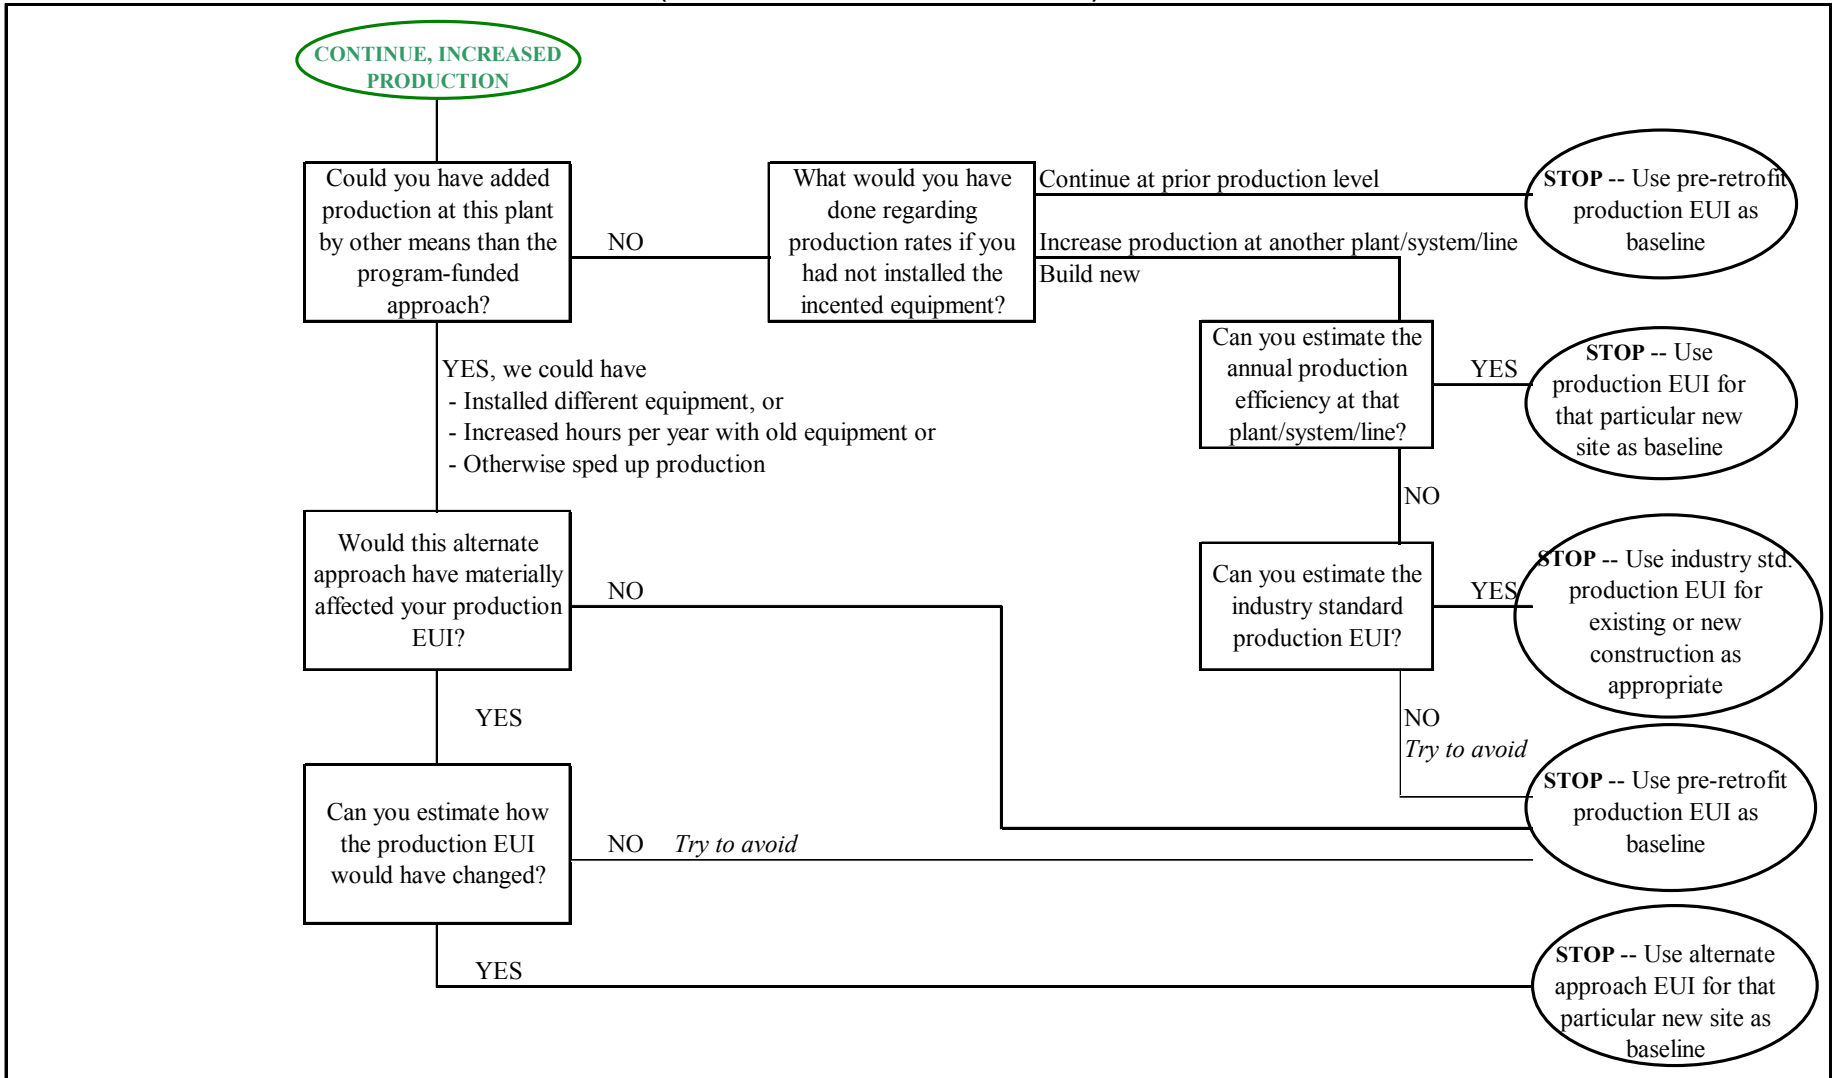 CONTINUE, INCREASED
PRODUCTION
Could you have added
production at this plant
by other means than the
program-funded
approach?
NO
What would you have
done regarding
production rates if you
had not installed the
incented equipment?
Continue at prior production level
Increase production at another plant/system/line
Build new
STOP -- Use pre-retrofit
production EUI as
baseline
Can you estimate the
annual production
efficiency at that
plant/system/line?
YES
STOP -- Use
production EUI for
that particular new
site as baseline
YES, we could have
- Installed different equipment, or
- Increased hours per year with old equipment or
- Otherwise sped up production
NO
Would this alternate
approach have materially
affected your production
EUI?
NO
Can you estimate the
industry standard
production EUI?
YES
STOP -- Use industry std.
production EUI for
existing or new
construction as
appropriate
YES
NO
Try to avoid
Can you estimate how
the production EUI
would have changed?
NO Try to avoid
STOP -- Use pre-retrofit
production EUI as
baseline
YES
STOP -- Use alternate
approach EUI for that
particular new site as
baseline